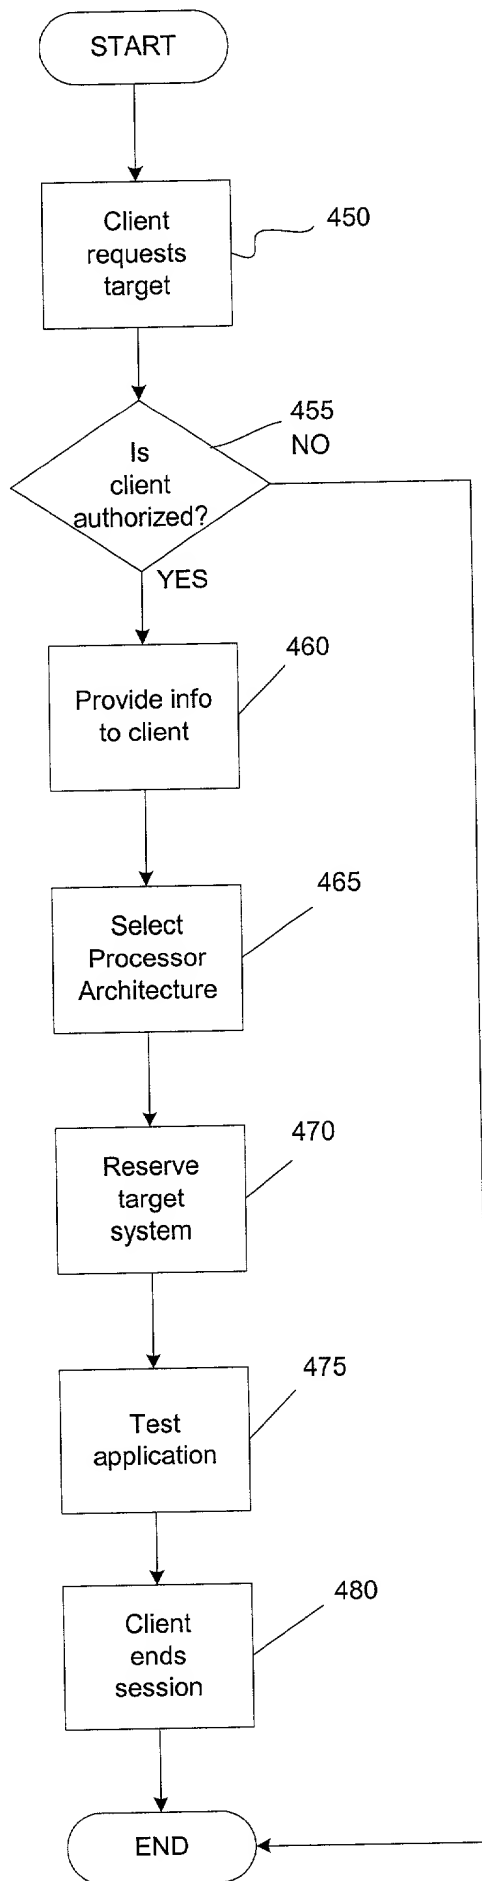 START
Client
requests
target
450
455
NO
Is
client
authorized?
YES
460
Provide info
to client
465
Select
Processor
Architecture
470
Reserve
target
system
475
Test
application
480
Client
ends
session
END